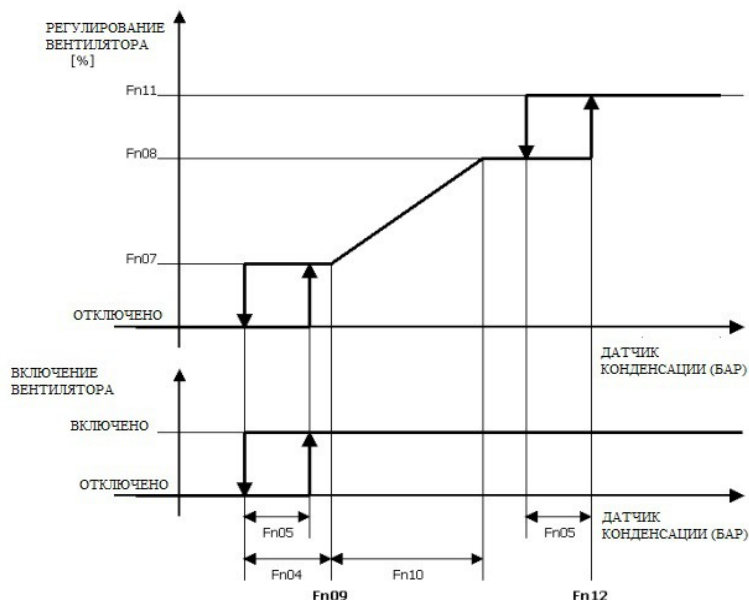 РЕГУЛИРОВАНИЕ
ВЕНТИЛЯТОРА
[%]
Fn11
Fn08
Fn07
ОТКЛЮЧЕНО
ДАТЧИК
КОНДЕНСАЦИИ (БАР)
ВКЛЮЧЕНИЕ
ВЕНТИЛЯТОРА
ВКЛЮЧЕНО
ОТКЛЮЧЕНО
ДАТЧИК
КОНДЕНСАЦИИ (БАР)
Fn05
Fn05
Fn04
Fn10
Fn09
Fn12